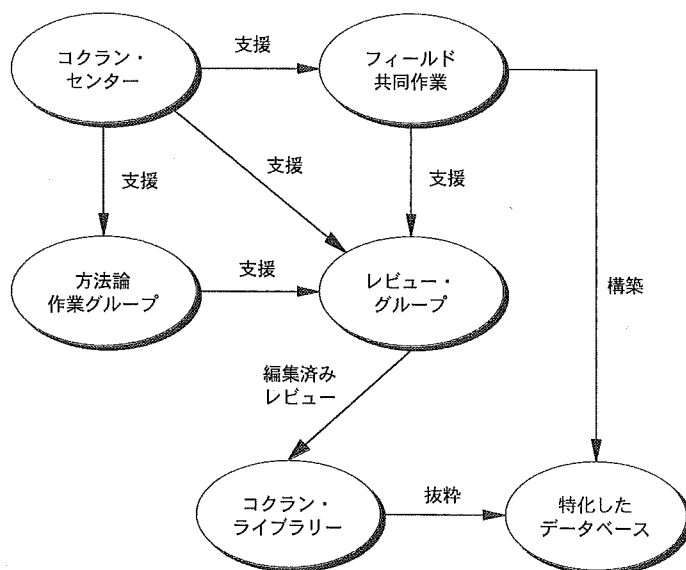 コクラン・
センター
支援
フィールド
共同作業
支援
支援
支援
方法論
作業グループ
支援
レビュー・
グループ
構築
編集済み
レビュー
コクラン・
ライブラリー
抜粋
特化した
データベース